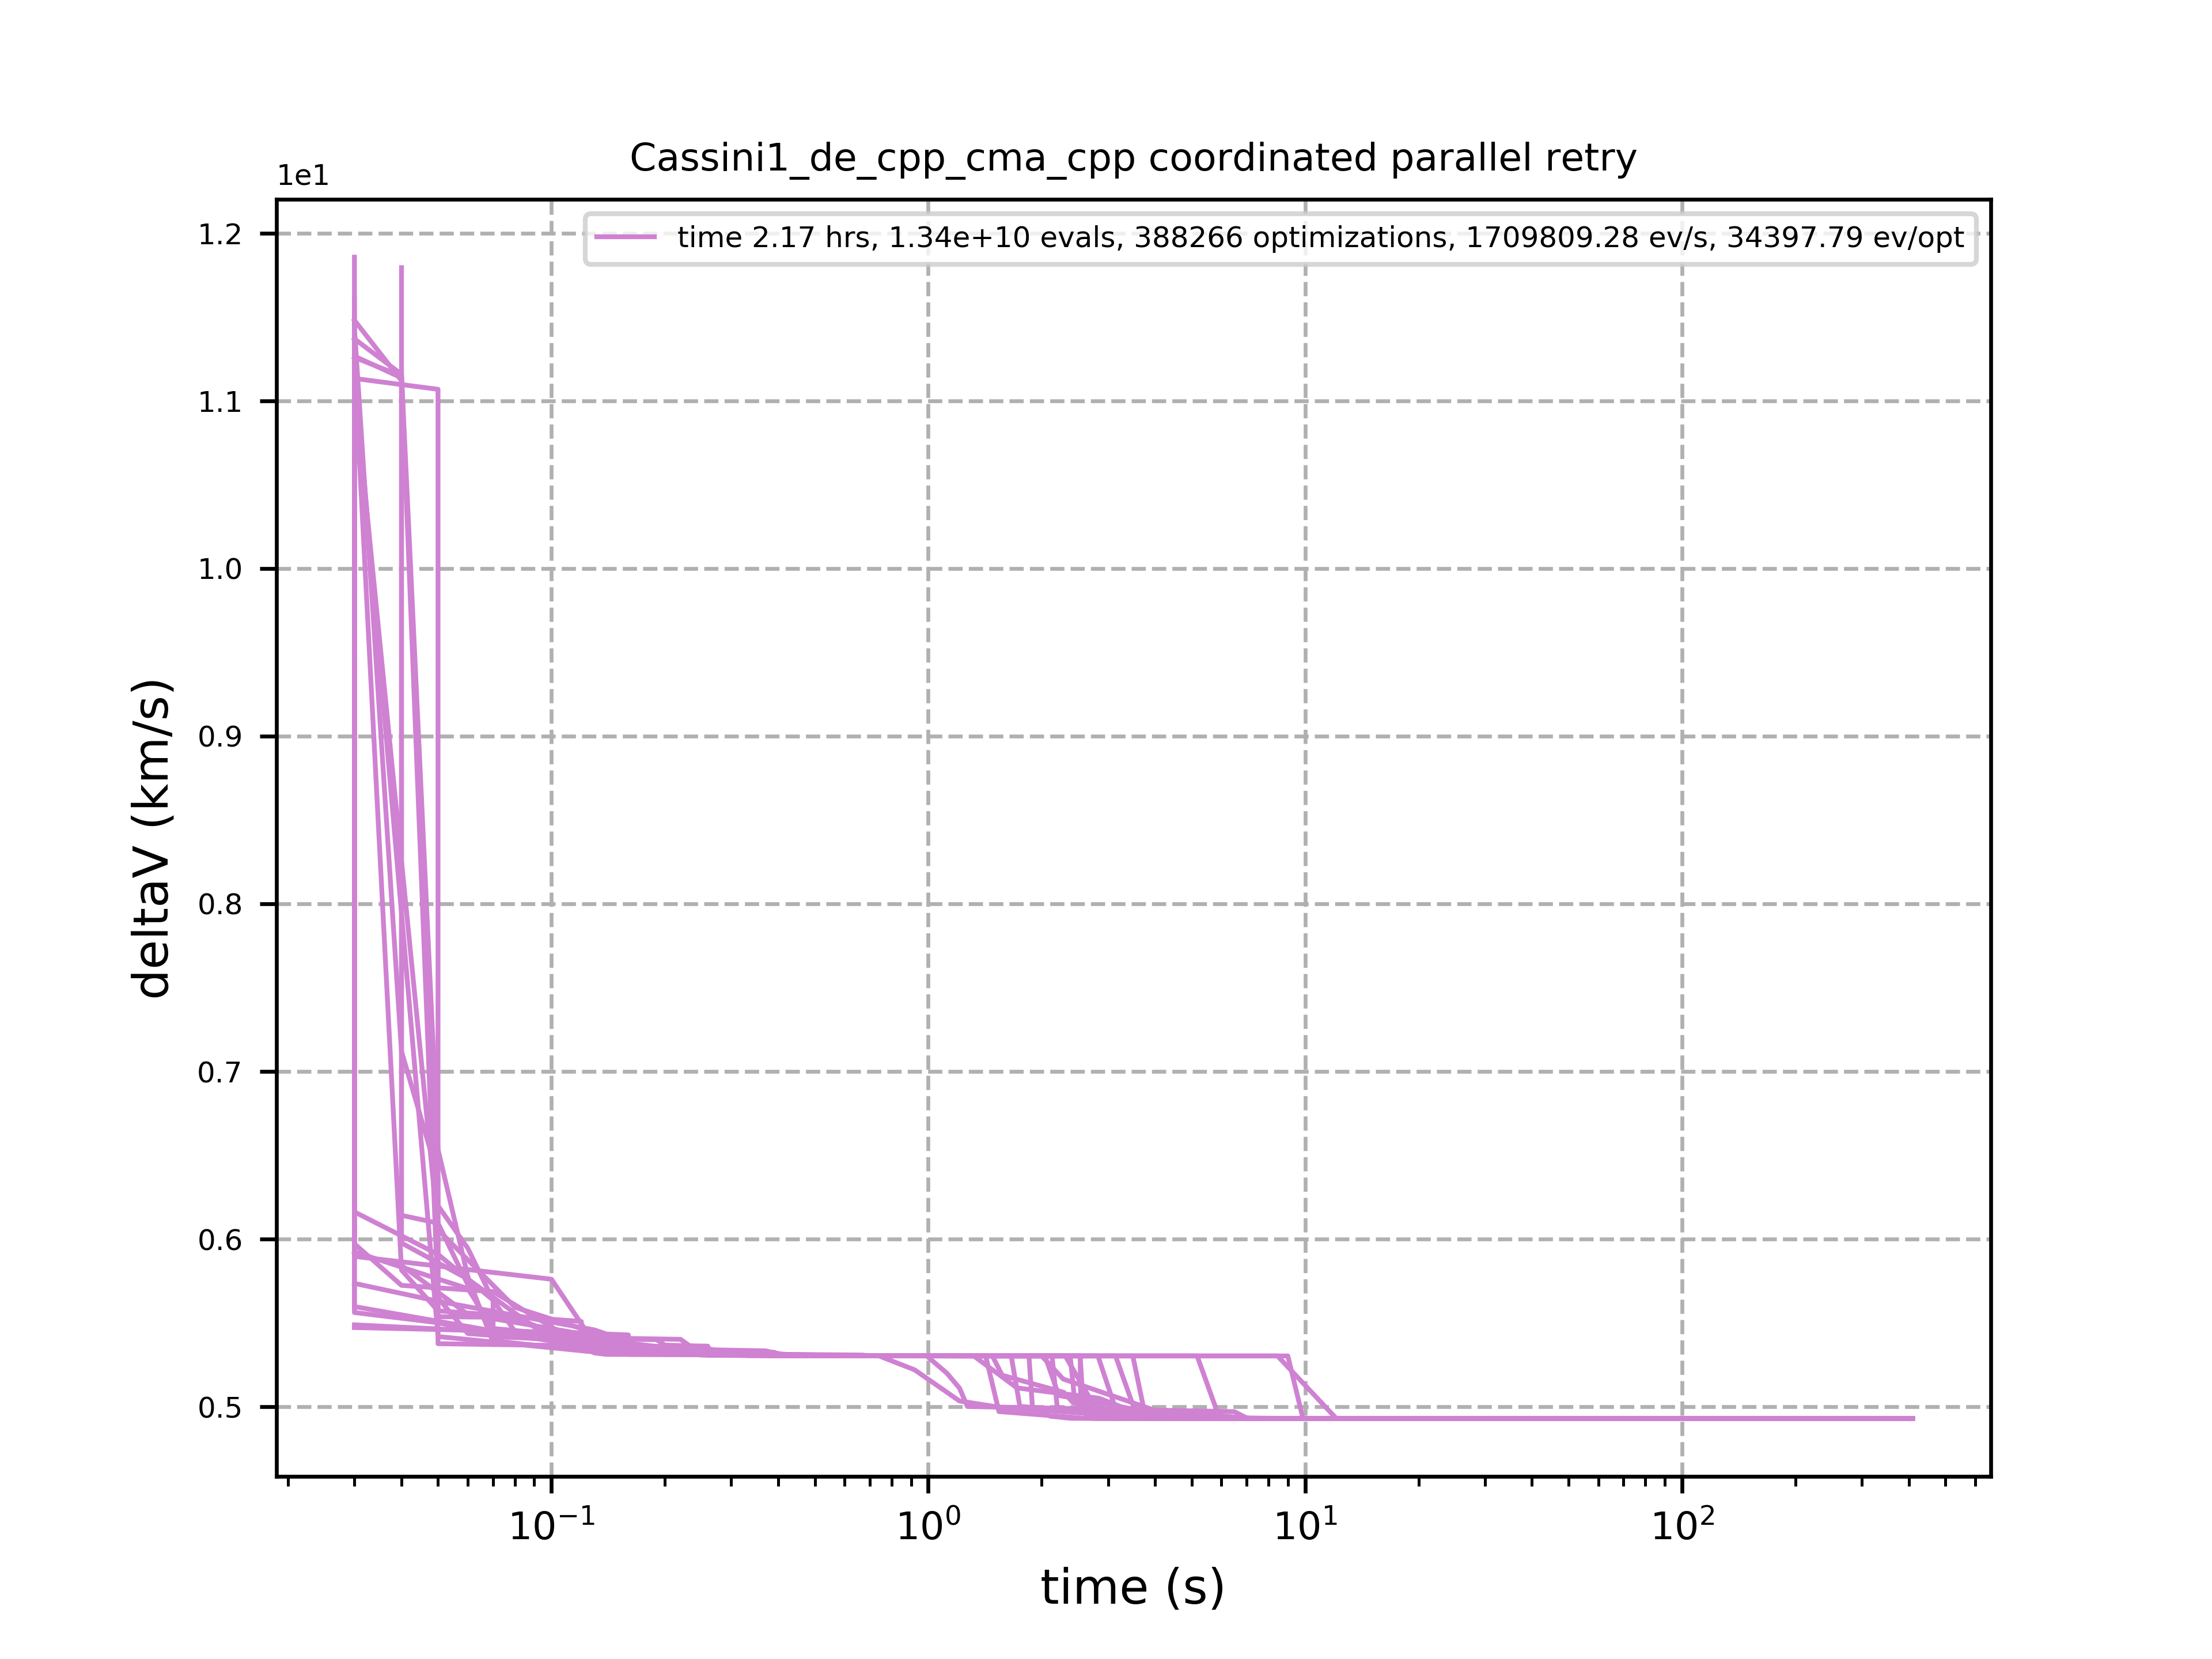 Cassini1_de_cpp_cma_cpp coordinated parallel retry
1e1
time 2.17 hrs, 1.34e+10 evals, 388266 optimizations, 1709809.28 ev/s, 34397.79 ev/opt
1.2
1.1
1.0
0.9
0.8
0.7
0.6
0.5
deltaV (km/s)
10⁻¹ 10⁰ 10¹ 10²
time (s)